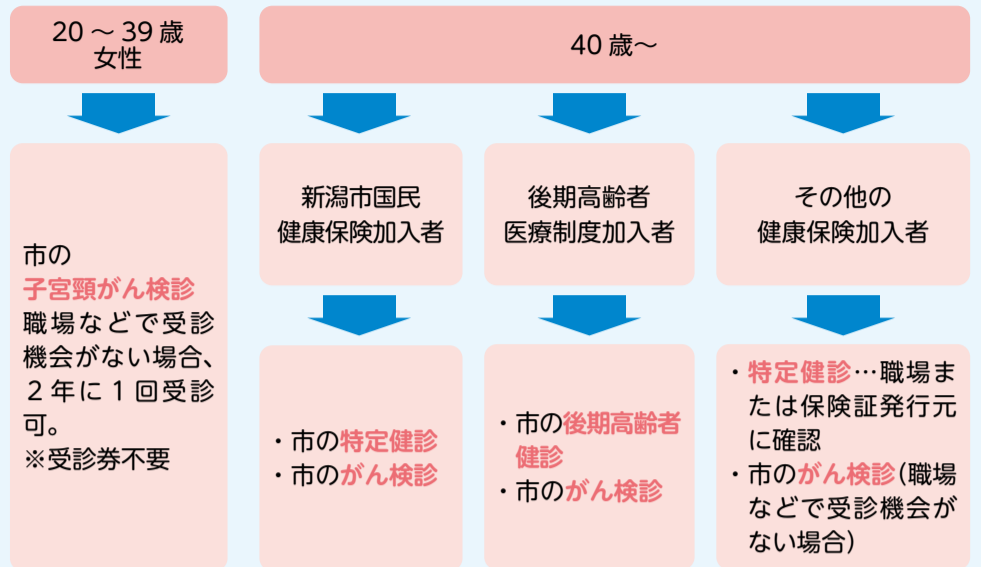 20 ～ 39 歳
女性
市の
子宮頸がん検診
職場などで受診
機会がない場合、
２年に１回受診
可。
※受診券不要
40 歳～
新潟市国民
健康保険加入者
・市の特定健診
・市のがん検診
後期高齢者
医療制度加入者
・市の後期高齢者
健診
・市のがん検診
その他の
健康保険加入者
・特定健診…職場ま
たは保険証発行元
に確認
・市のがん検診（職場
などで受診機会が
ない場合）